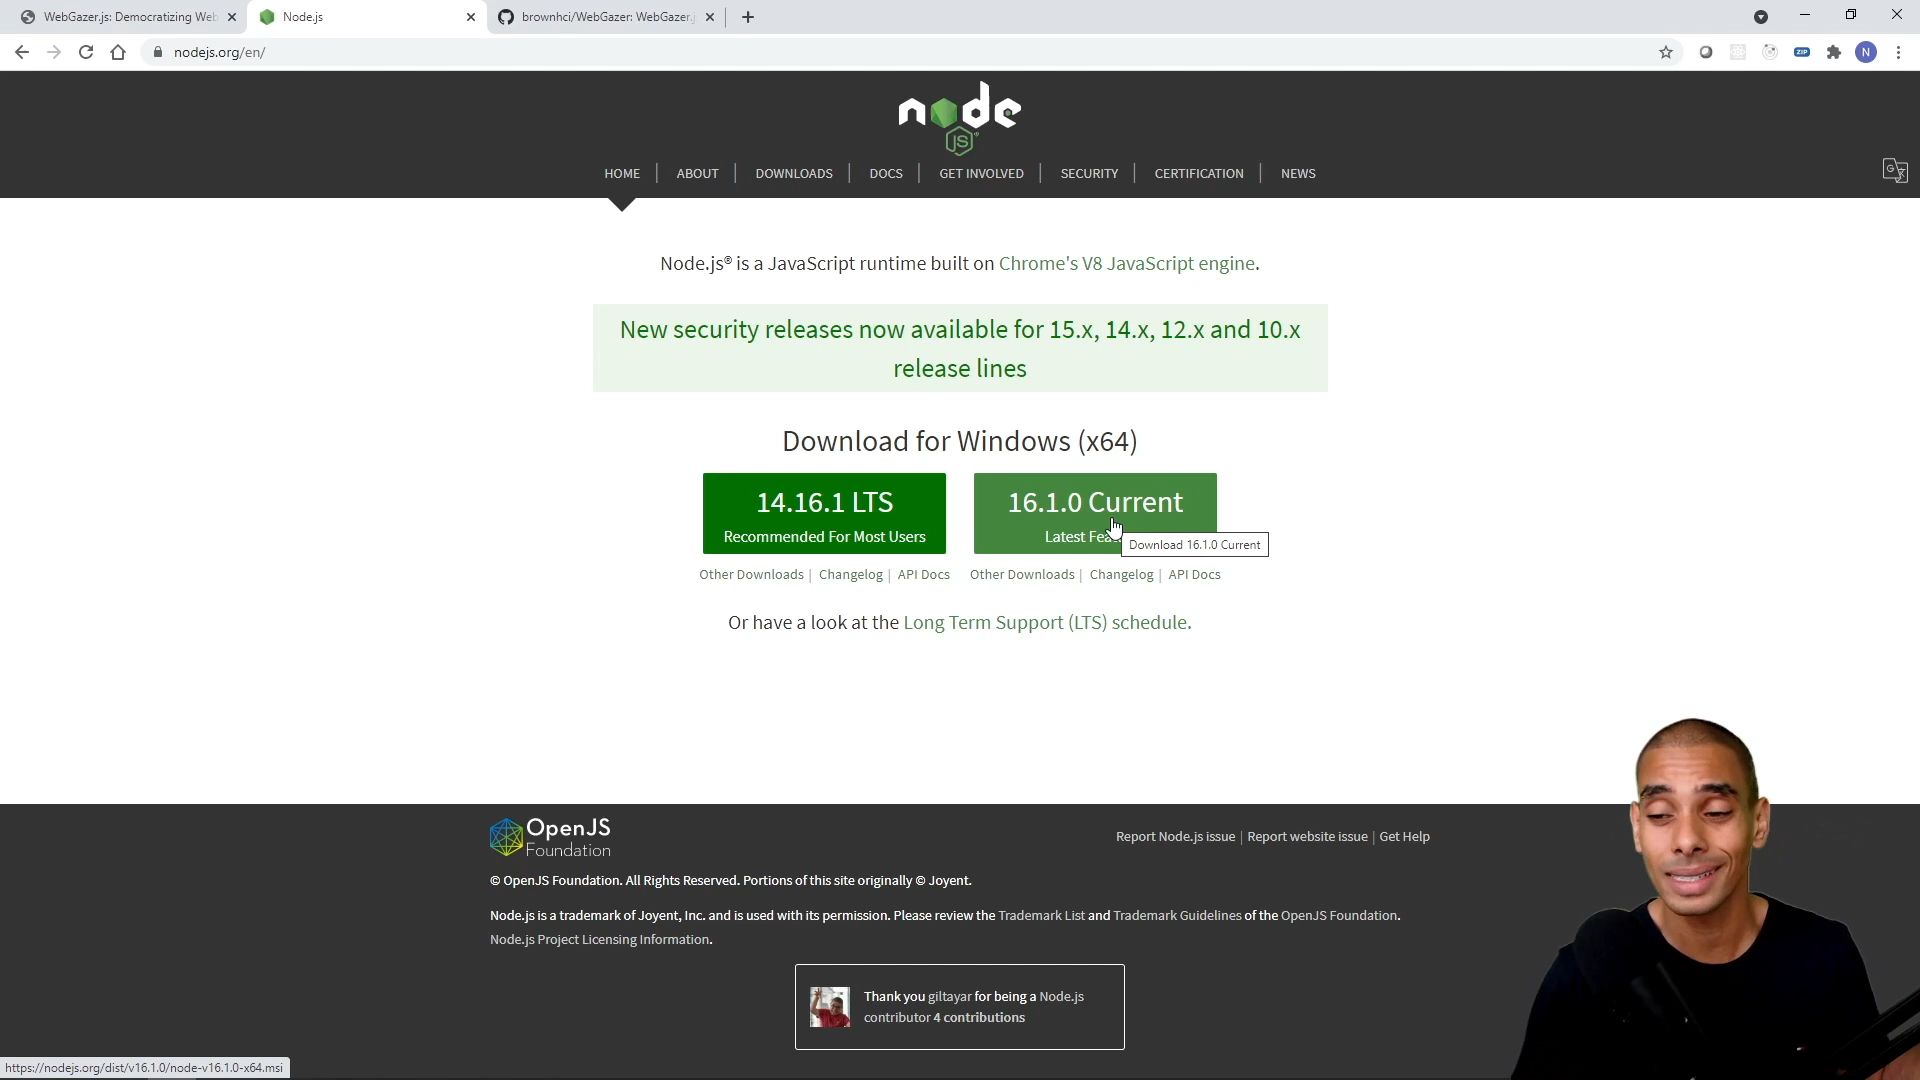 WebGazer.js: Democratizing Web
Node.js
brownhci/WebGazer: WebGazer.j
nodejs.org/en/
ZIP
N
node
JS
HOME
ABOUT
DOWNLOADS
DOCS
GET INVOLVED
SECURITY
CERTIFICATION
NEWS
Node.js® is a JavaScript runtime built on Chrome's V8 JavaScript engine.
New security releases now available for 15.x, 14.x, 12.x and 10.x
release lines
Download for Windows (x64)
14.16.1 LTS
Recommended For Most Users
16.1.0 Current
Latest Fea
Download 16.1.0 Current
Other Downloads | Changelog | API Docs
Other Downloads | Changelog | API Docs
Or have a look at the Long Term Support (LTS) schedule.
OpenJS
Foundation
Report Node.js issue | Report website issue | Get Help
© OpenJS Foundation. All Rights Reserved. Portions of this site originally © Joyent.
Node.js is a trademark of Joyent, Inc. and is used with its permission. Please review the Trademark List and Trademark Guidelines of the OpenJS Foundation.
Node.js Project Licensing Information.
Thank you giltayar for being a Node.js
contributor 4 contributions
https://nodejs.org/dist/v16.1.0/node-v16.1.0-x64.msi